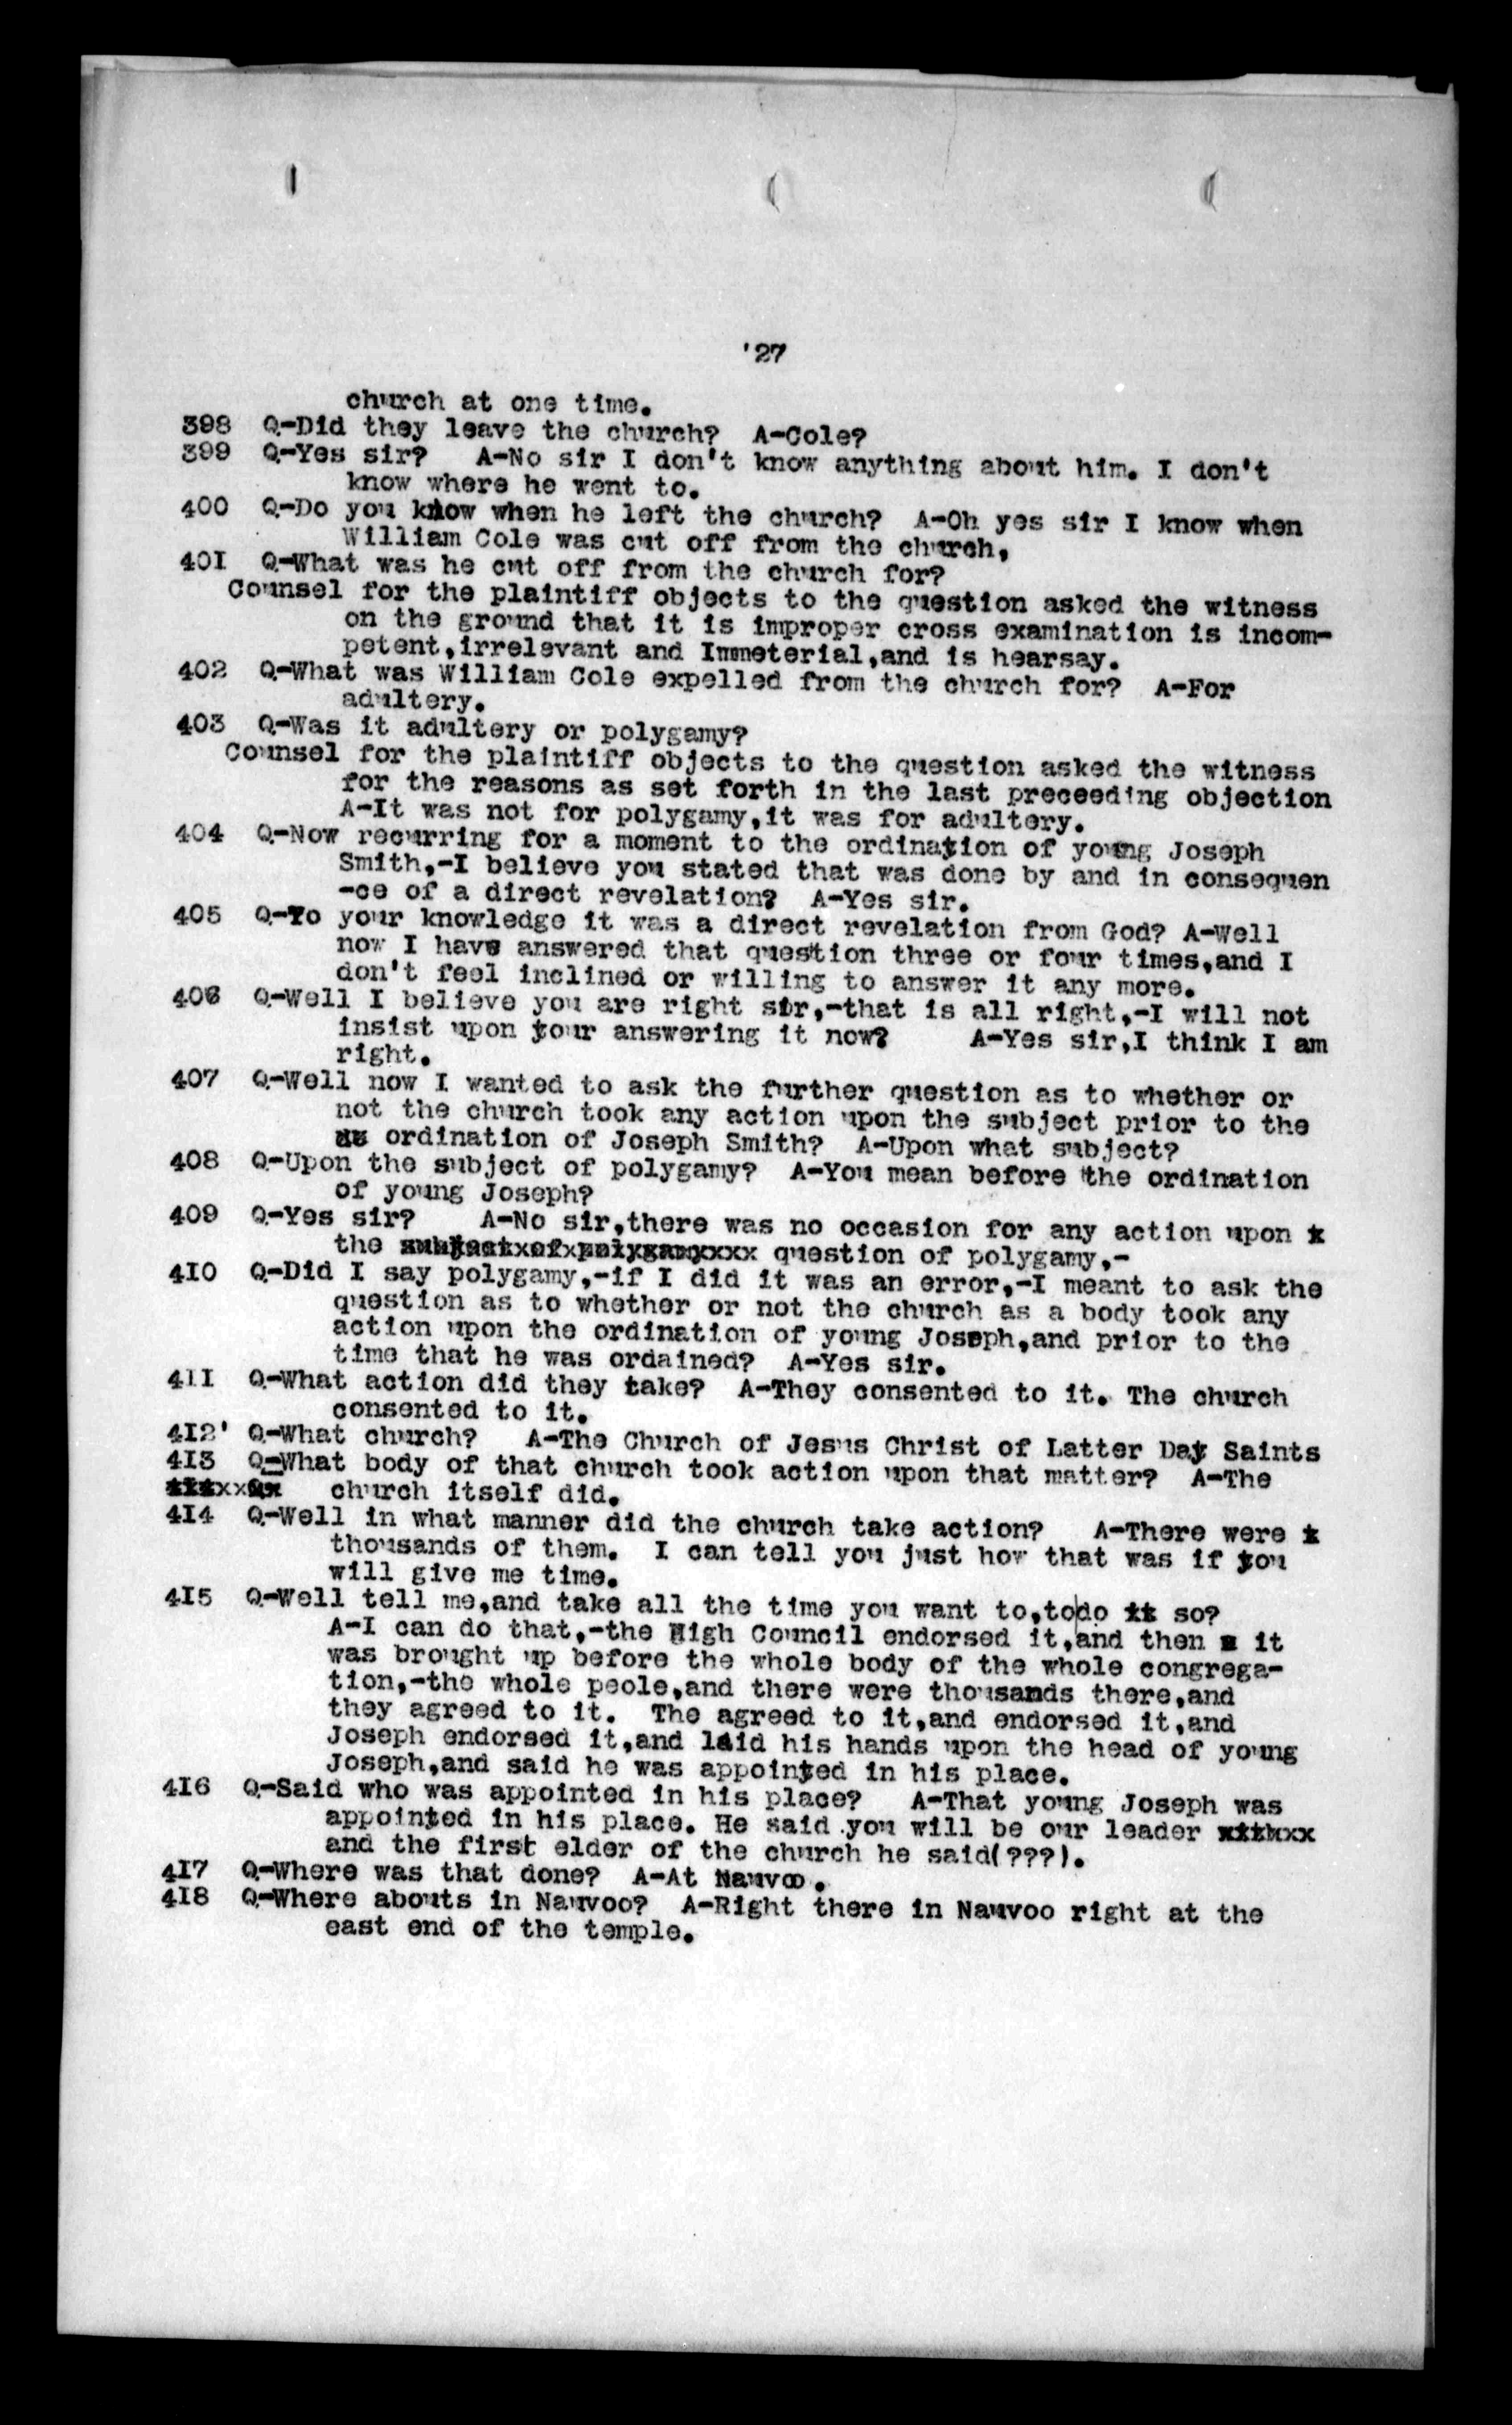 '27
church at one time.
398 Q-Did they leave the church? A-Cole?
399 Q-Yes sir? A-No sir I don't know anything about him. I don't
know where he went to.
400 Q-Do you know when he left the church? A-Oh yes sir I know when
William Cole was cut off from the church,
401 Q-What was he cut off from the church for?
Counsel for the plaintiff objects to the question asked the witness
on the ground that it is improper cross examination is incom-
petent,irrelevant and Immeterial,and is hearsay.
402 Q-What was William Cole expelled from the church for? A-For
adultery.
403 Q-Was it adultery or polygamy?
Counsel for the plaintiff objects to the question asked the witness
for the reasons as set forth in the last preceeding objection
A-It was not for polygamy,it was for adultery.
404 Q-Now recurring for a moment to the ordination of young Joseph
Smith,-I believe you stated that was done by and in consequen
-ce of a direct revelation? A-Yes sir.
405 Q-To your knowledge it was a direct revelation from God? A-Well
now I have answered that question three or four times,and I
don't feel inclined or willing to answer it any more.
406 Q-Well I believe you are right sir,-that is all right,-I will not
insist upon your answering it now? A-Yes sir,I think I am
right.
407 Q-Well now I wanted to ask the further question as to whether or
not the church took any action upon the subject prior to the
ordination of Joseph Smith? A-Upon what subject?
408 Q-Upon the subject of polygamy? A-You mean before the ordination
of young Joseph?
409 Q-Yes sir? A-No sir,there was no occasion for any action upon
the subject of polygamy question of polygamy,-
410 Q-Did I say polygamy,-if I did it was an error,-I meant to ask the
question as to whether or not the church as a body took any
action upon the ordination of young Joseph,and prior to the
time that he was ordained? A-Yes sir.
411 Q-What action did they take? A-They consented to it. The church
consented to it.
412' Q-What church? A-The Church of Jesus Christ of Latter Day Saints
413 Q-What body of that church took action upon that matter? A-The
church itself did.
414 Q-Well in what manner did the church take action? A-There were
thousands of them. I can tell you just how that was if you
will give me time.
415 Q-Well tell me,and take all the time you want to,to|do so?
A-I can do that,-the High Council endorsed it,and then it
was brought up before the whole body of the whole congrega-
tion,-the whole peole,and there were thousands there,and
they agreed to it. The agreed to it,and endorsed it,and
Joseph endorsed it,and laid his hands upon the head of young
Joseph,and said he was appointed in his place.
416 Q-Said who was appointed in his place? A-That young Joseph was
appointed in his place. He said you will be our leader
and the first elder of the church he said(???).
417 Q-Where was that done? A-At Nauvoo.
418 Q-Where abouts in Nauvoo? A-Right there in Nauvoo right at the
east end of the temple.